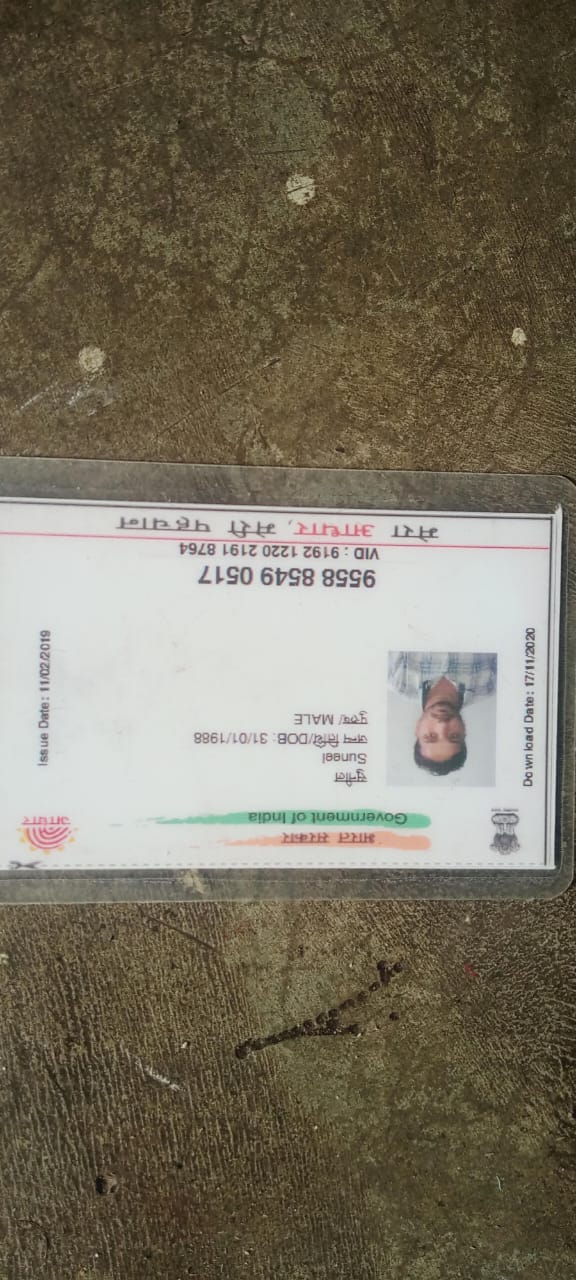 भारत सरकार
Government of India
सुनील
Suneel
जन्म तिथि/DOB: 31/01/1988
पुरुष/ MALE
Download Date: 17/11/2020
Issue Date: 11/02/2019
आधार
9558 8549 0517
VID : 9192 1220 2191 8764
मेरा आधार, मेरी पहचान